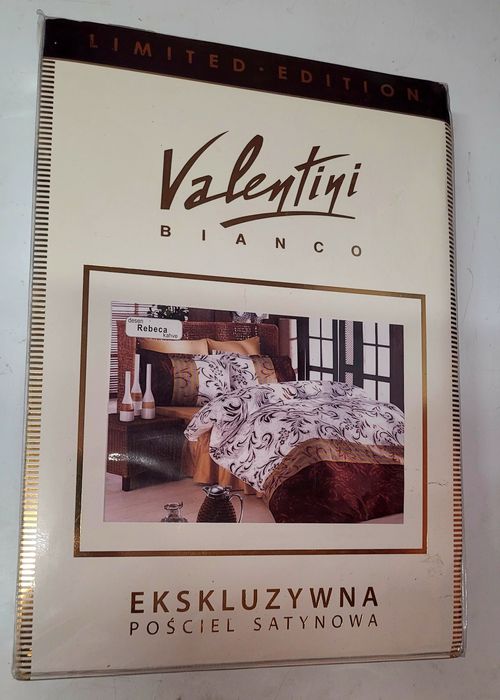 LIMITED · EDITION
Valentini
BIANCO
desen
Rebeca
kahve
EKSKLUZYWNA
POŚCIEL SATYNOWA